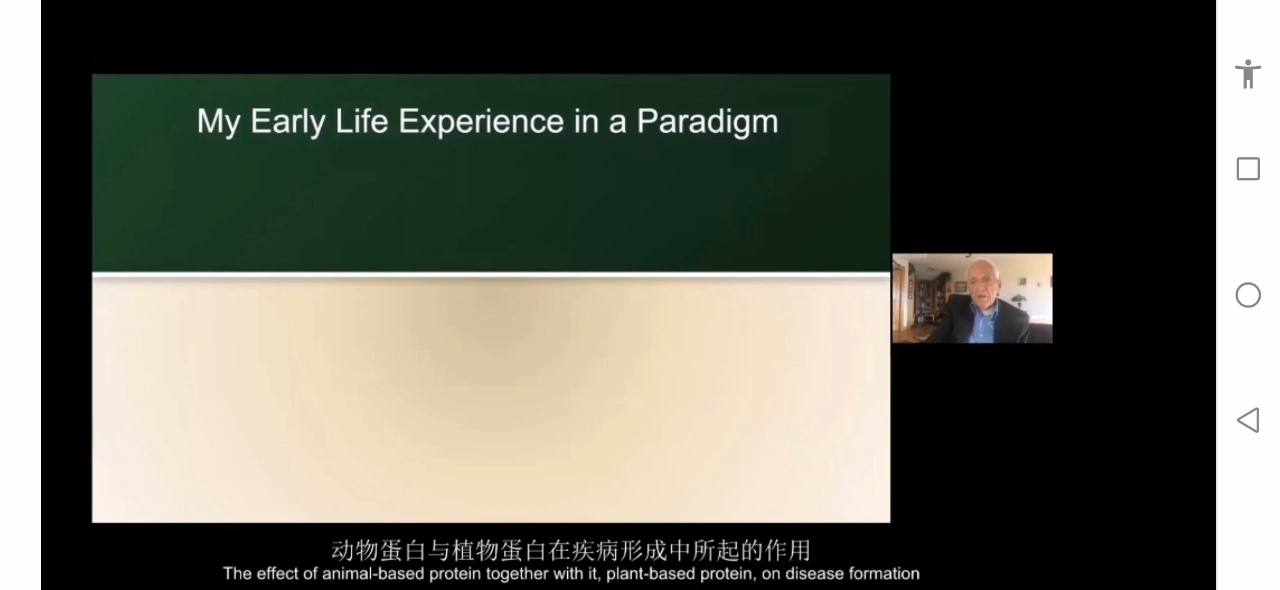 My Early Life Experience in a Paradigm
动物蛋白与植物蛋白在疾病形成中所起的作用
The effect of animal-based protein together with it, plant-based protein, on disease formation